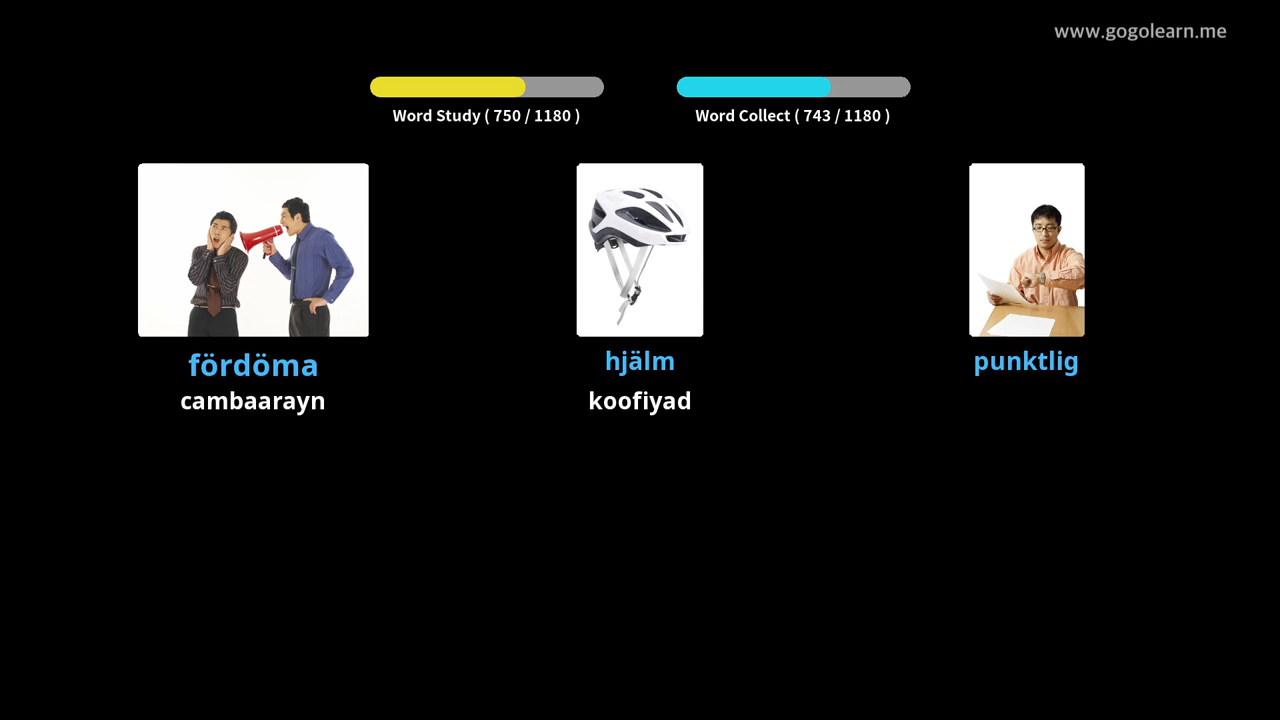 www.gogolearn.me
Word Study ( 750 / 1180 )
Word Collect ( 743 / 1180 )
fördöma
cambaarayn
hjälm
koofiyad
punktlig